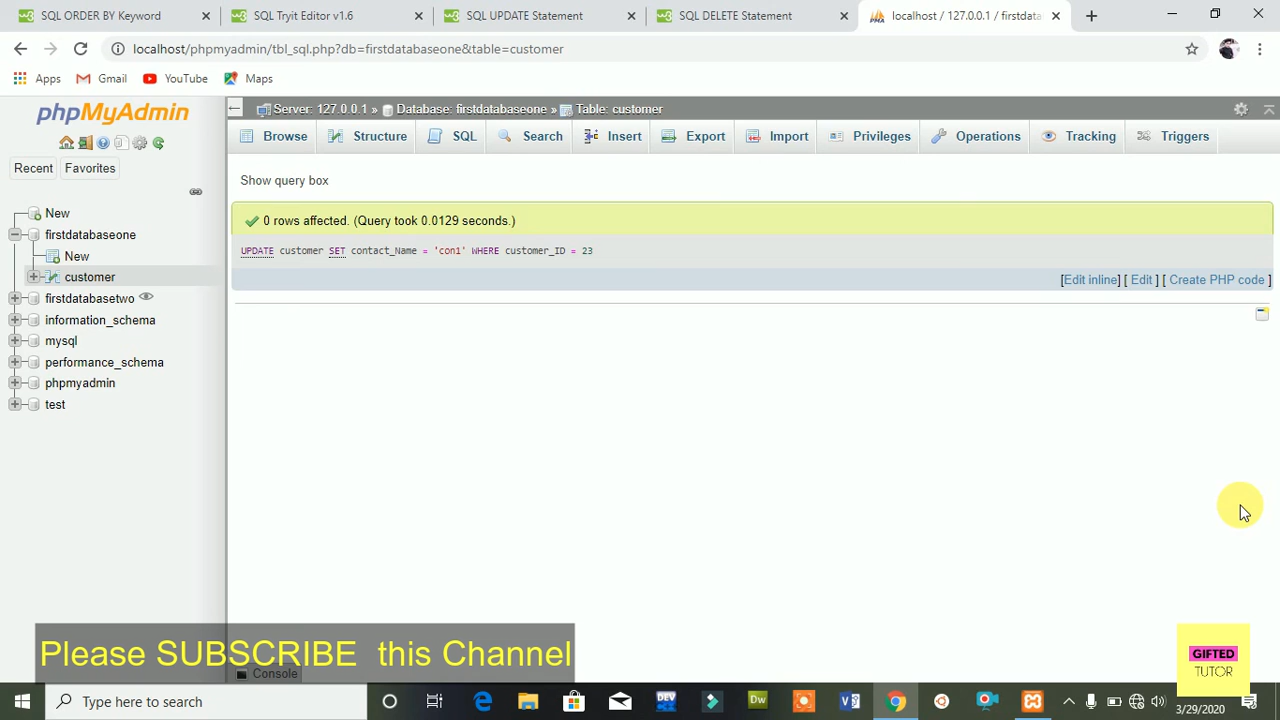 SQL ORDER BY Keyword
SQL Tryit Editor v1.6
SQL UPDATE Statement
SQL DELETE Statement
localhost / 127.0.0.1 / firstdata
localhost/phpmyadmin/tbl_sql.php?db=firstdatabaseone&table=customer
Apps
Gmail
YouTube
Maps
phpMyAdmin
Server: 127.0.0.1 » Database: firstdatabaseone » Table: customer
Browse
Structure
SQL
Search
Insert
Export
Import
Privileges
Operations
Tracking
Triggers
Recent
Favorites
New
firstdatabaseone
New
customer
firstdatabasetwo
information_schema
mysql
performance_schema
phpmyadmin
test
Show query box
0 rows affected. (Query took 0.0129 seconds.)
UPDATE customer SET contact_Name = 'con1' WHERE customer_ID = 23
[Edit inline] [ Edit ] [ Create PHP code ]
Please SUBSCRIBE this Channel
Console
GIFTED
TUTOR
Type here to search
3/29/2020